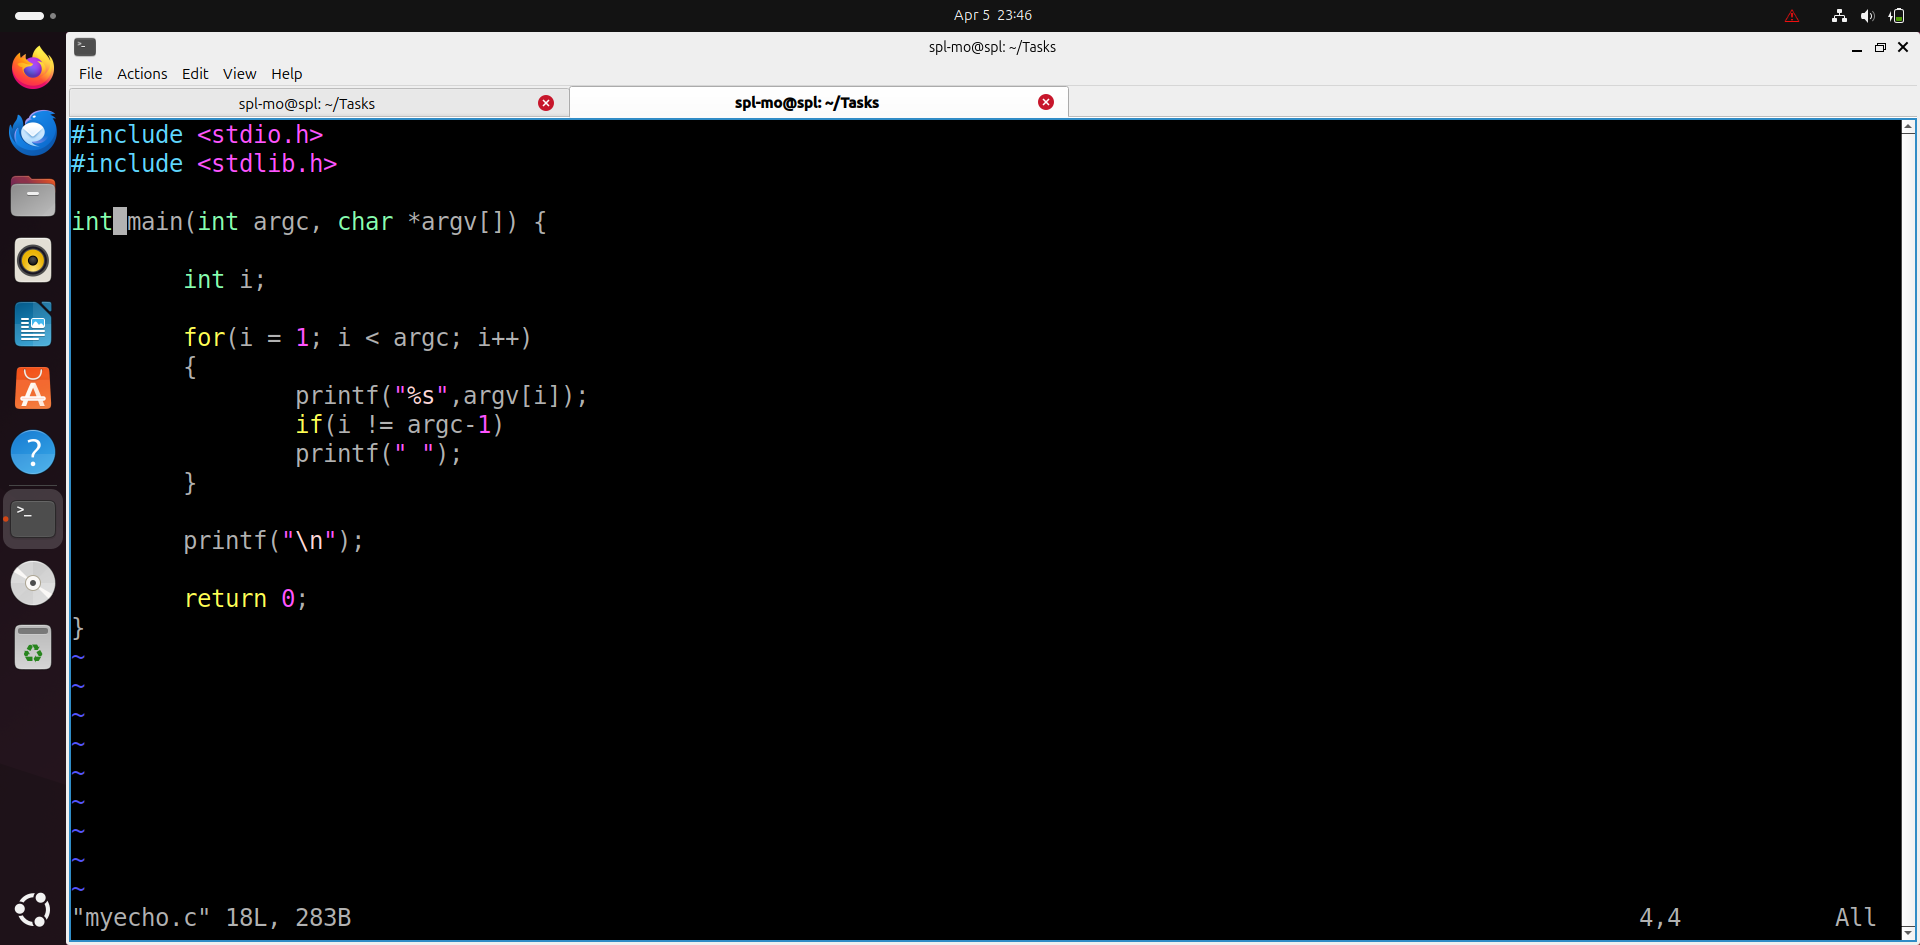 Apr 5 23:46
spl-mo@spl: ~/Tasks
File Actions Edit View Help
spl-mo@spl: ~/Tasks
spl-mo@spl: ~/Tasks
#include <stdio.h>
#include <stdlib.h>
int main(int argc, char *argv[]) {
int i;
for(i = 1; i < argc; i++)
{
printf("%s",argv[i]);
if(i != argc-1)
printf(" ");
}
printf("\n");
return 0;
}
~
~
~
~
~
~
~
~
~
"myecho.c" 18L, 283B 4,4 All